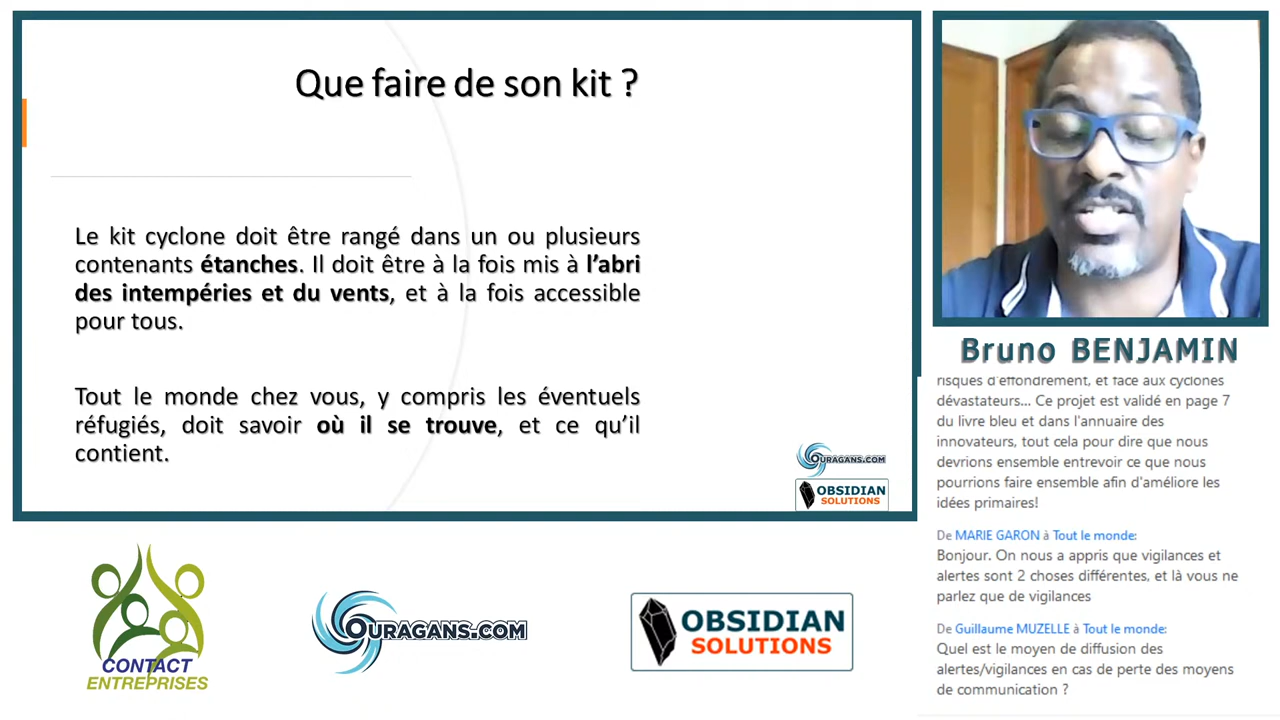 Que faire de son kit ?
Le kit cyclone doit être rangé dans un ou plusieurs
contenants étanches. Il doit être à la fois mis à l’abri
des intempéries et du vents, et à la fois accessible
pour tous.
Tout le monde chez vous, y compris les éventuels
réfugiés, doit savoir où il se trouve, et ce qu’il
contient.
OURAGANS.COM
OBSIDIAN
SOLUTIONS
Bruno BENJAMIN
risques d'effondrement, et face aux cyclones
dévastateurs... Ce projet est validé en page 7
du livre bleu et dans l'annuaire des
innovateurs, tout cela pour dire que nous
devrions ensemble entrevoir ce que nous
pourrions faire ensemble afin d'améliore les
idées primaires!
De MARIE GARON à Tout le monde:
Bonjour. On nous a appris que vigilances et
alertes sont 2 choses différentes, et là vous ne
parlez que de vigilances
De Guillaume MUZELLE à Tout le monde:
Quel est le moyen de diffusion des
alertes/vigilances en cas de perte des moyens
de communication ?
CONTACT
ENTREPRISES
OURAGANS.COM
OBSIDIAN
SOLUTIONS